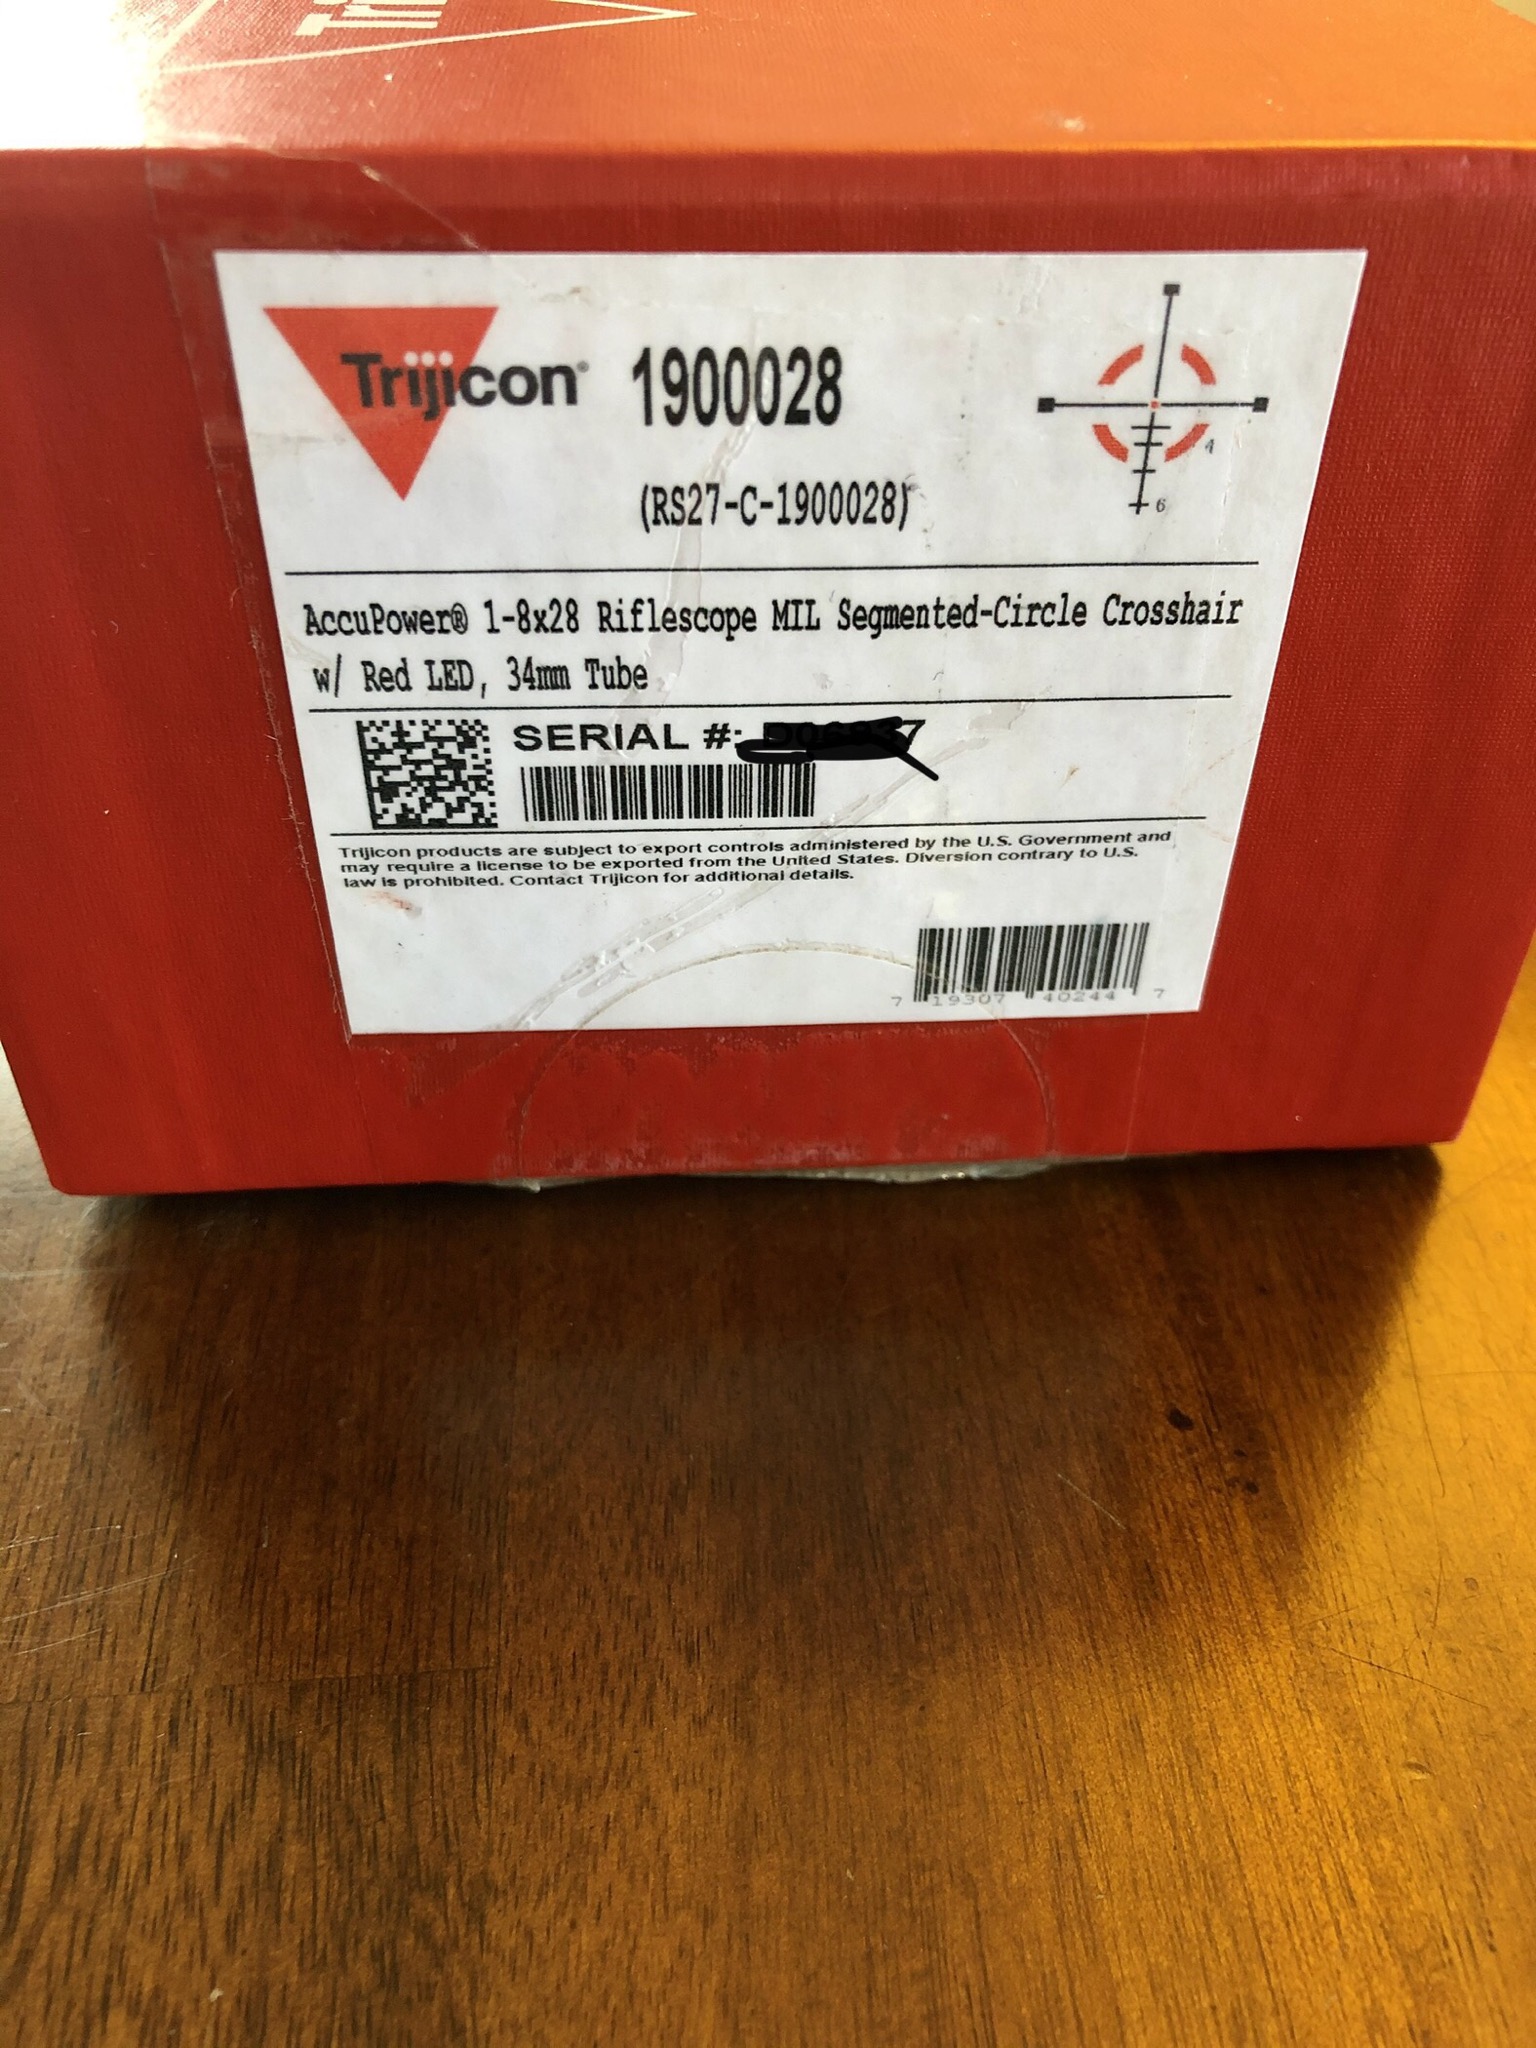 Trijicon®
1900028
(RS27-C-1900028)
4
6
AccuPower® 1-8x28 Riflescope MIL Segmented-Circle Crosshair
w/ Red LED, 34mm Tube
SERIAL #:
Trijicon products are subject to export controls administered by the U.S. Government and
may require a license to be exported from the United States. Diversion contrary to U.S.
law is prohibited. Contact Trijicon for additional details.
7 19307 40244 7